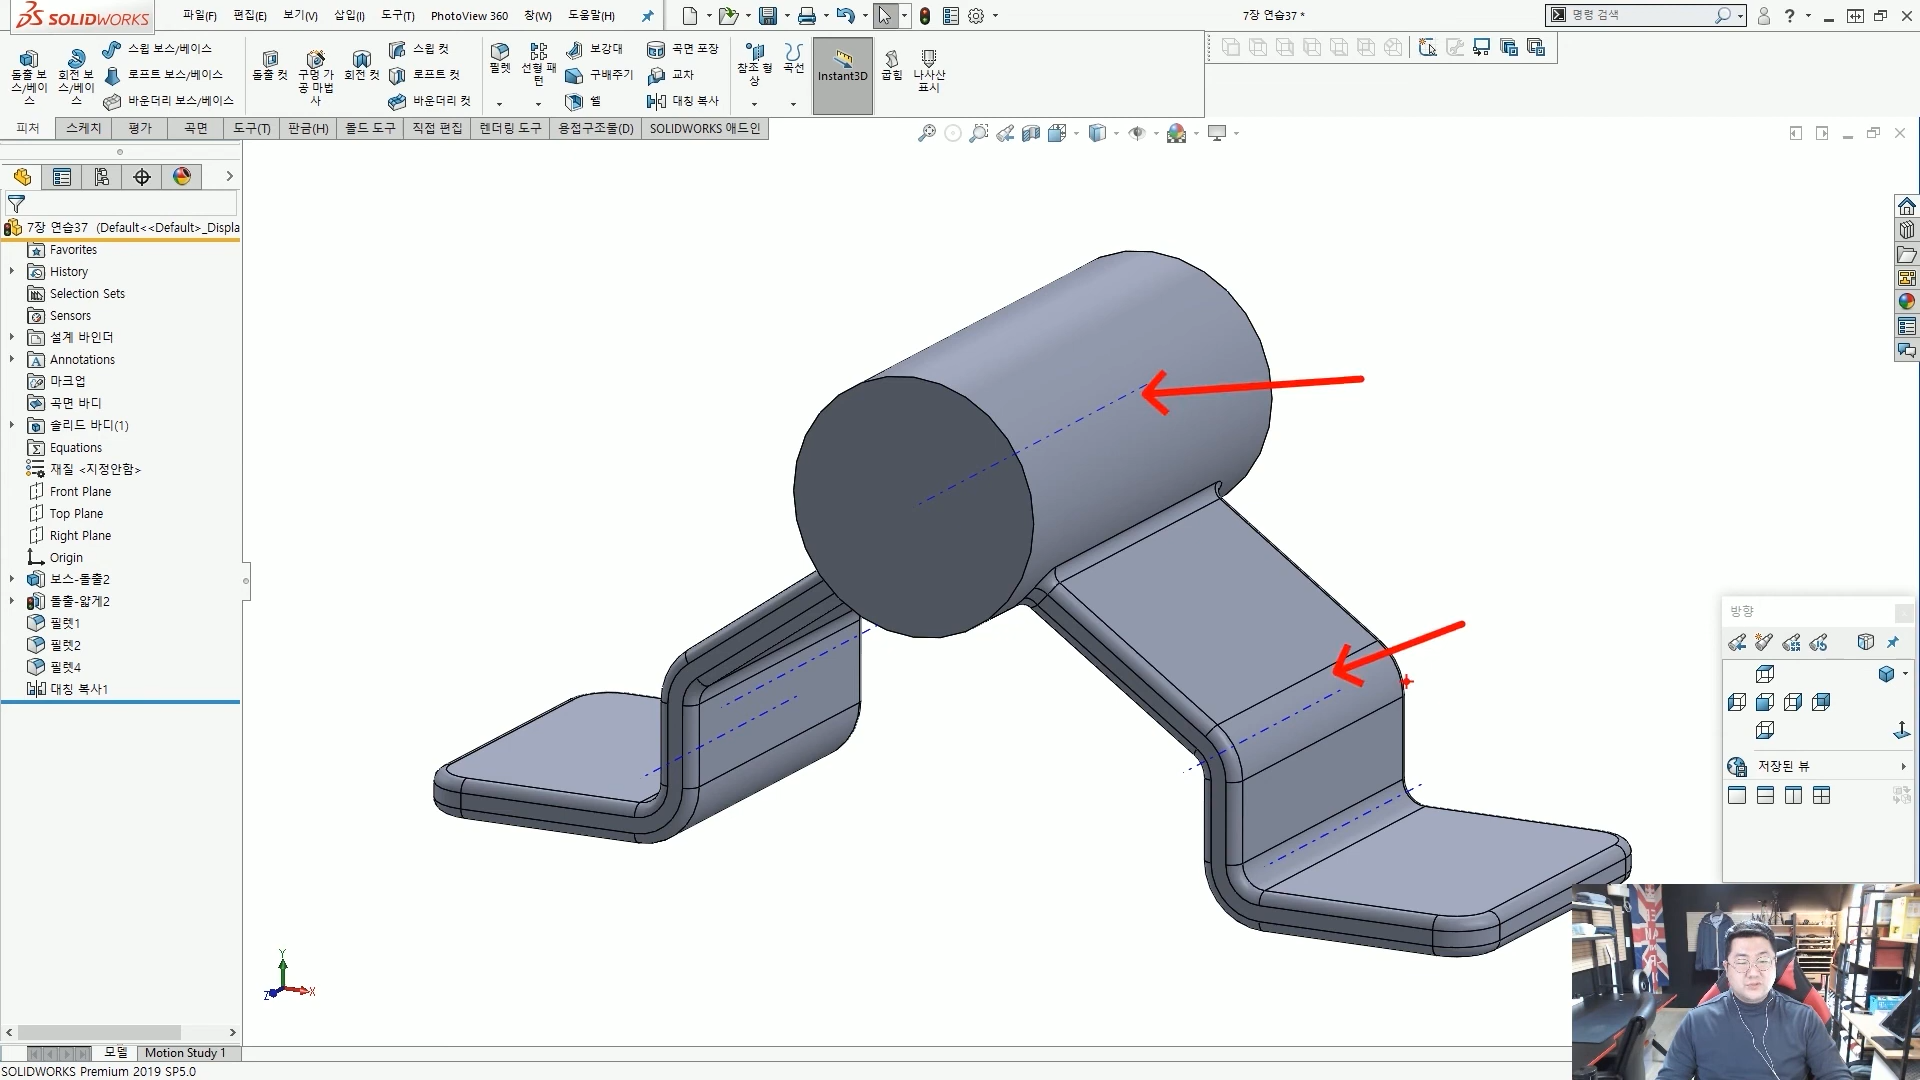 SOLIDWORKS
파일(F) 편집(E) 보기(V) 삽입(I) 도구(T) PhotoView 360 창(W) 도움말(H)
7장 연습37 *
명령 검색
돌출 보스/베이스
회전 보스/베이스
스윕 보스/베이스
로프트 보스/베이스
바운더리 보스/베이스
돌출 컷
구멍 가공 마법사
회전 컷
스윕 컷
로프트 컷
바운더리 컷
필렛
선형 패턴
보강대
구배주기
쉘
곡면 포장
교차
대칭 복사
참조 형상
곡선
Instant3D
굽힘
나사산 표시
피처 스케치 평가 곡면 도구(T) 판금(H) 몰드 도구 직접 편집 렌더링 도구 용접구조물(D) SOLIDWORKS 애드인
7장 연습37 (Default<<Default>_Displa
Favorites
History
Selection Sets
Sensors
설계 바인더
Annotations
마크업
곡면 바디
솔리드 바디(1)
Equations
재질 <지정안함>
Front Plane
Top Plane
Right Plane
Origin
보스-돌출2
돌출-얇게2
필렛1
필렛2
필렛4
대칭 복사1
방향
저장된 뷰
Y
Z
X
모델 Motion Study 1
SOLIDWORKS Premium 2019 SP5.0